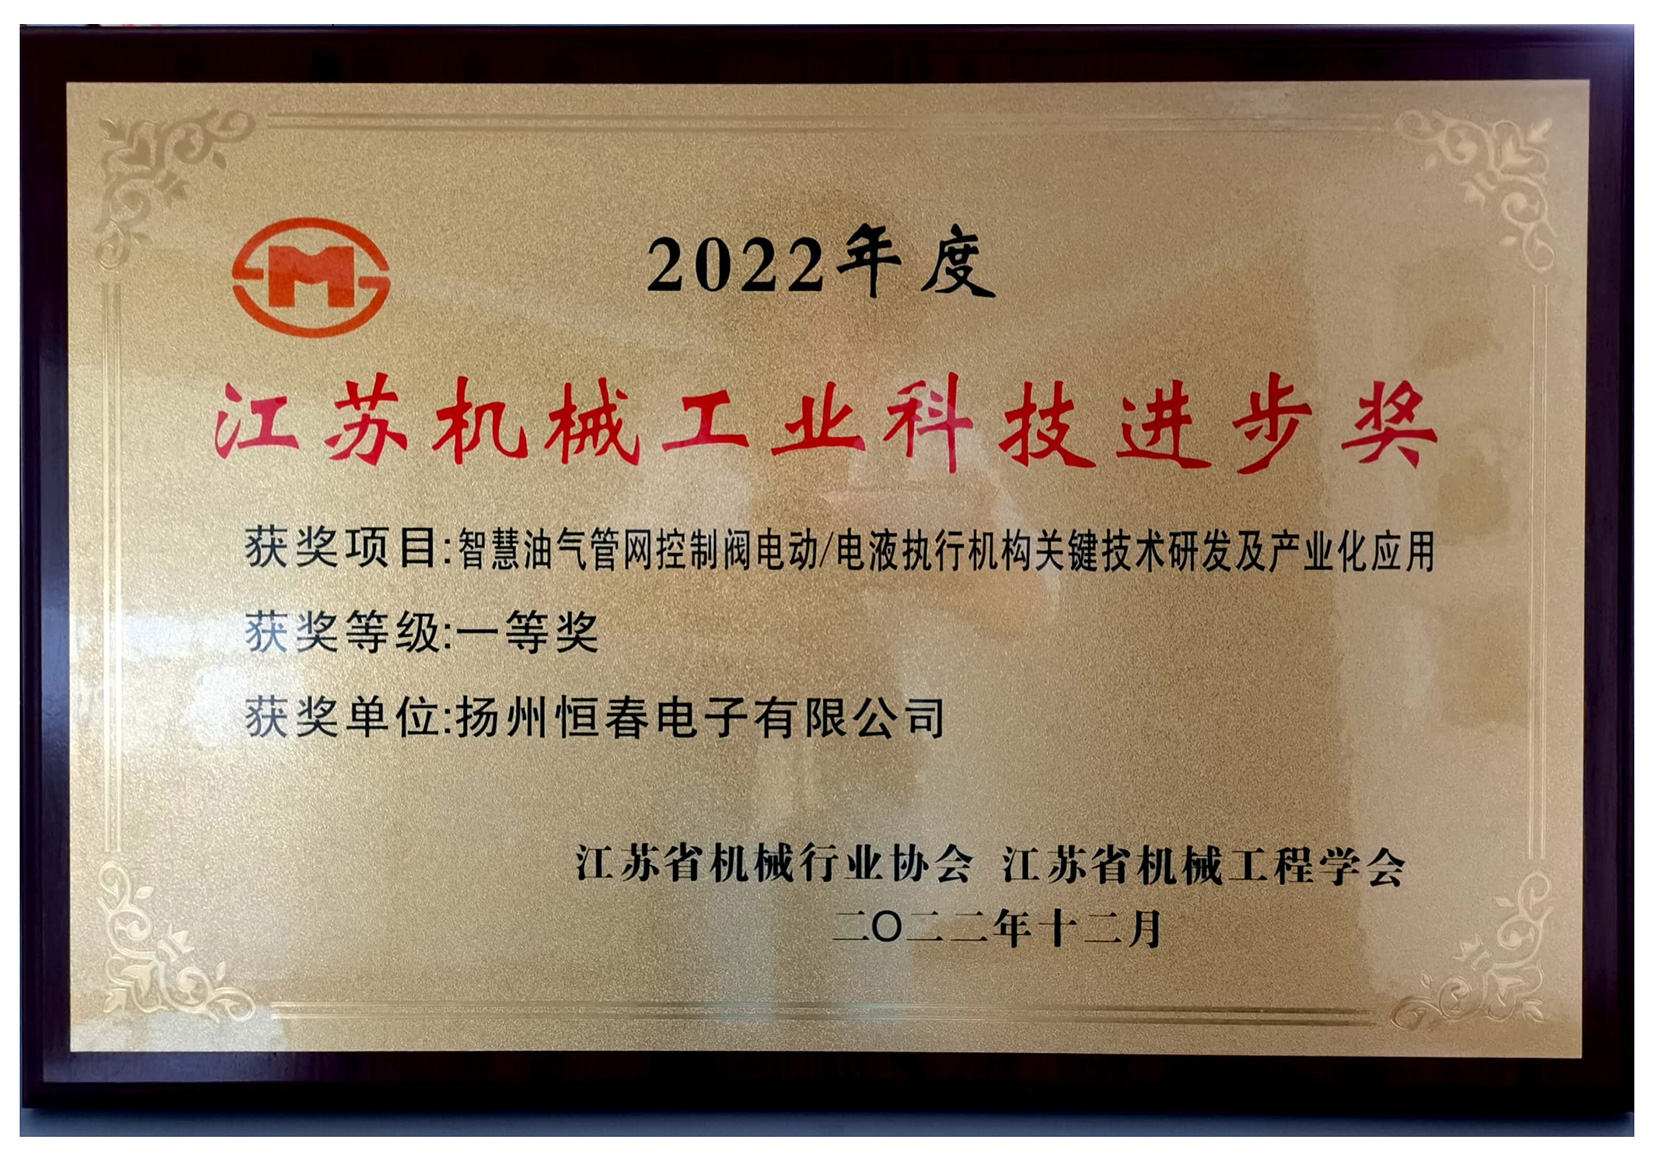 2022年度
江苏机械工业科技进步奖
获奖项目:智慧油气管网控制阀电动/电液执行机构关键技术研发及产业化应用
获奖等级:一等奖
获奖单位:扬州恒春电子有限公司
江苏省机械行业协会 江苏省机械工程学会
二〇二二年十二月